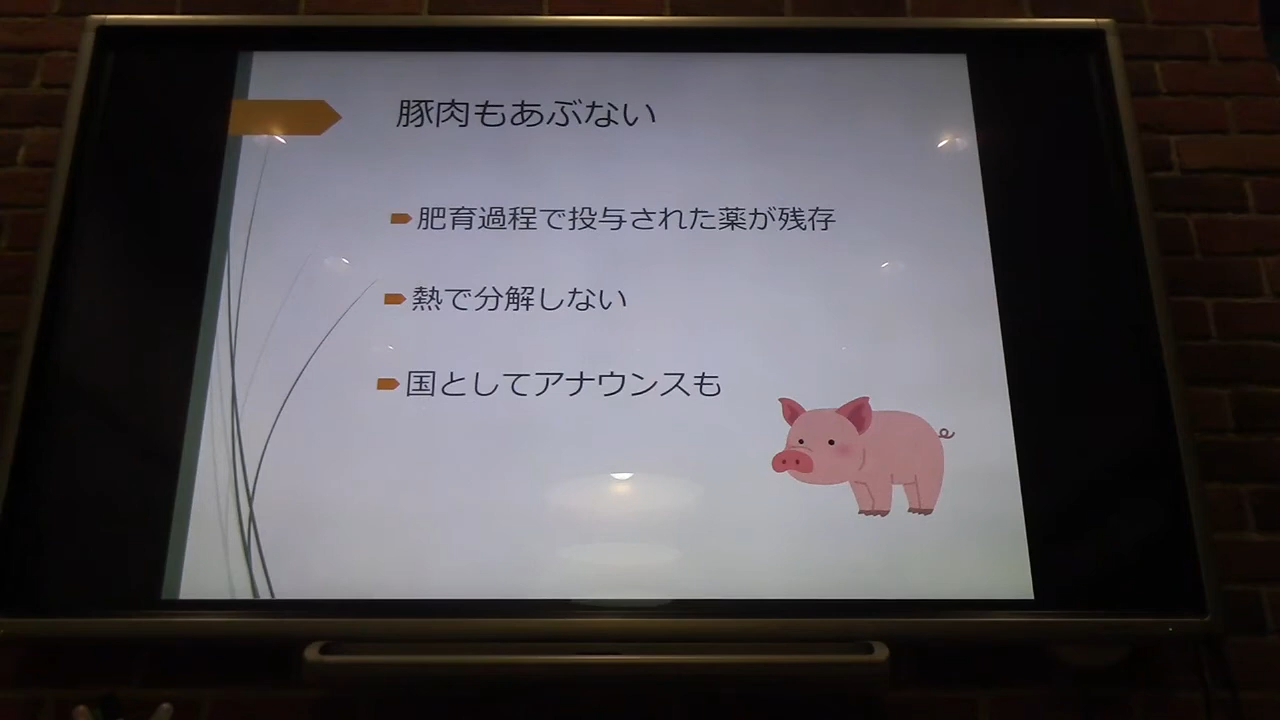 豚肉もあぶない
肥育過程で投与された薬が残存
熱で分解しない
国としてアナウンスも